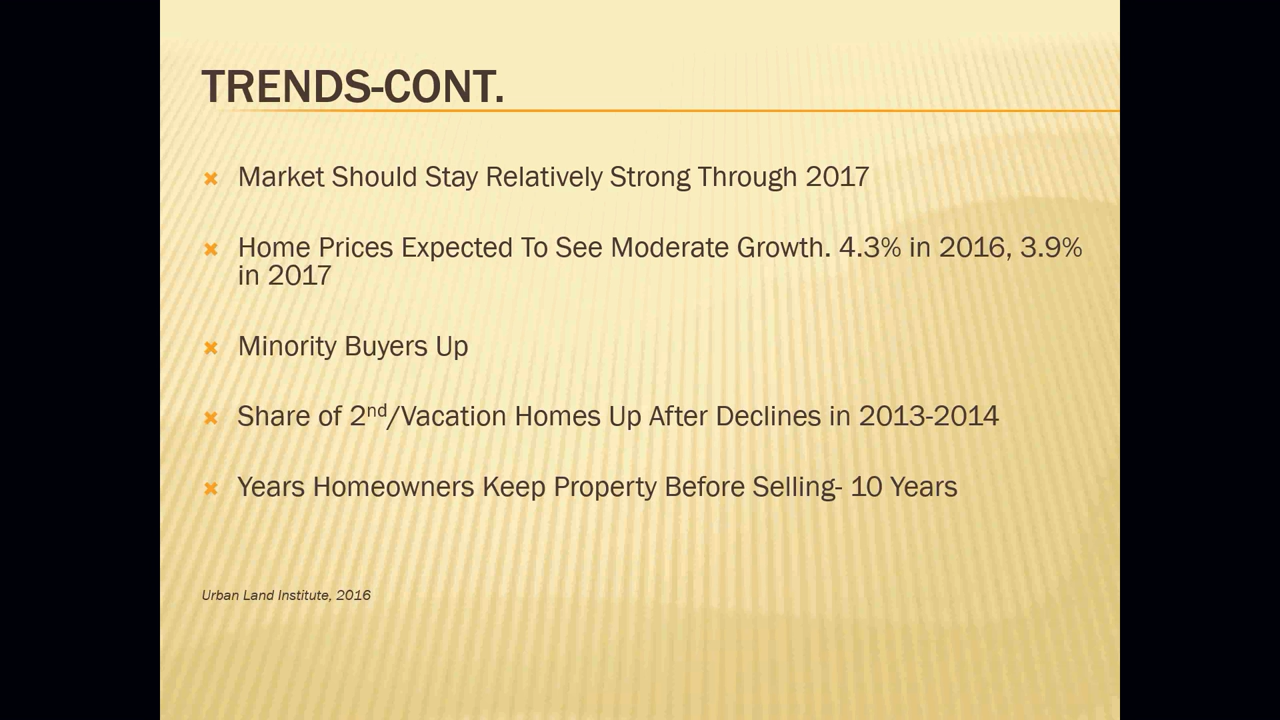 TRENDS-CONT.
Market Should Stay Relatively Strong Through 2017
Home Prices Expected To See Moderate Growth. 4.3% in 2016, 3.9%
in 2017
Minority Buyers Up
Share of 2nd/Vacation Homes Up After Declines in 2013-2014
Years Homeowners Keep Property Before Selling- 10 Years
Urban Land Institute, 2016